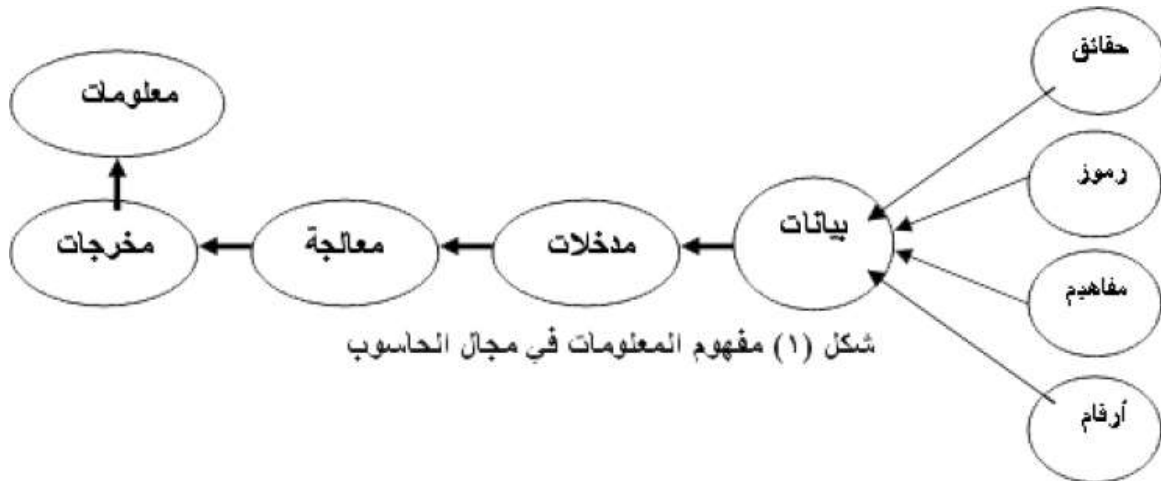 حقائق
معلومات
رموز
بيانات
مدخلات
معالجة
مخرجات
مفاهيم
شكل (١) مفهوم المعلومات في مجال الحاسوب
أرقام